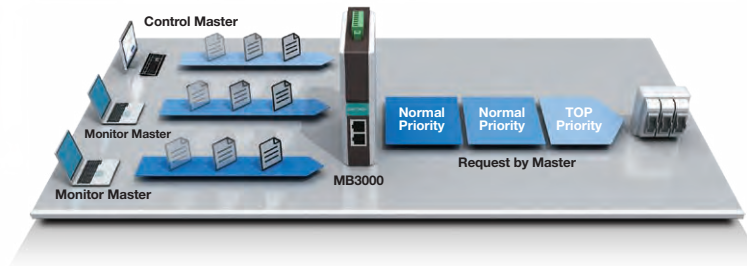 Control Master
Monitor Master
Monitor Master
MB3000
Normal
Priority
Normal
Priority
TOP
Priority
Request by Master